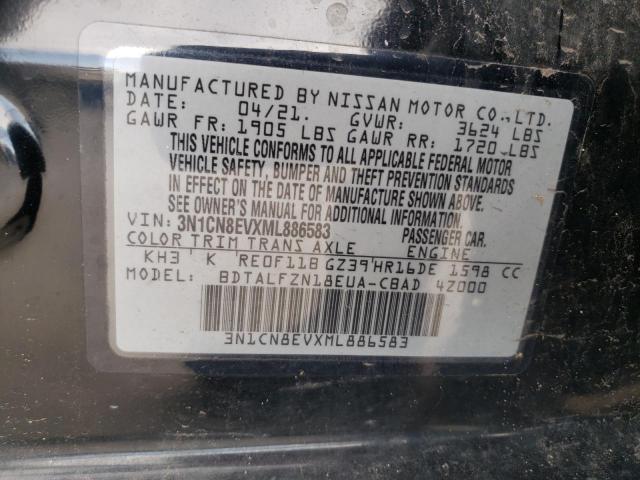 MANUFACTURED BY NISSAN MOTOR CO., LTD.
DATE: 04/21. GVWR: 3624 LBS
GAWR FR: 1905 LBS GAWR RR: 1720 LBS
THIS VEHICLE CONFORMS TO ALL APPLICABLE FEDERAL MOTOR
VEHICLE SAFETY, BUMPER AND THEFT PREVENTION STANDARDS
IN EFFECT ON THE DATE OF MANUFACTURE SHOWN ABOVE.
SEE OWNER'S MANUAL FOR ADDITIONAL INFORMATION.
VIN: 3N1CN8EVXML886583 PASSENGER CAR.
COLOR TRIM TRANS AXLE ENGINE
KH3 K RE0F11B GZ39 HR16DE 1598 CC
MODEL: BDTALFZN18EUA-CBAD 4Z000
3N1CN8EVXML886583